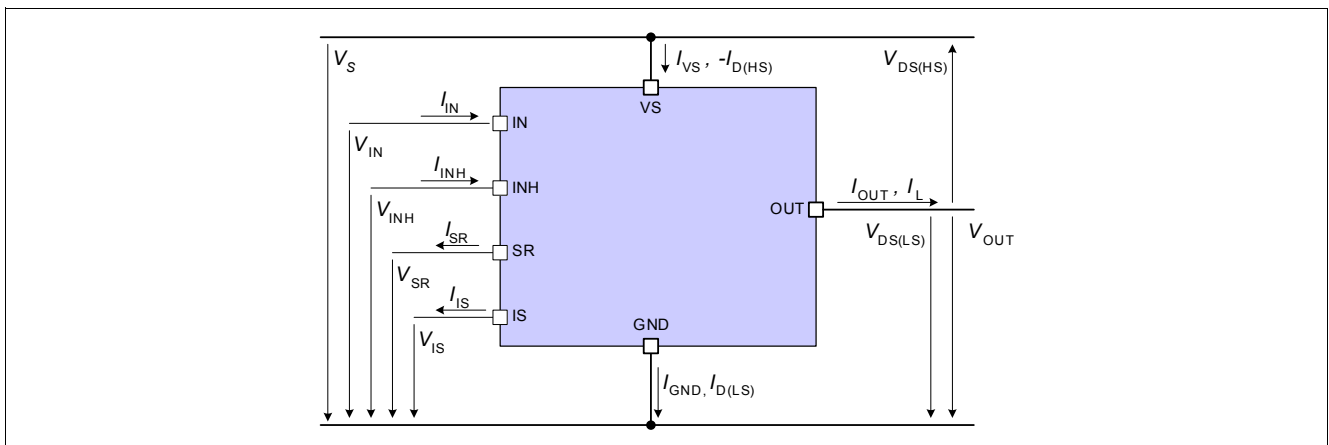 V_S
I_VS , -I_D(HS)
V_DS(HS)
VS
I_IN
IN
V_IN
I_INH
INH
V_INH
I_SR
SR
V_SR
I_IS
IS
V_IS
OUT
I_OUT , I_L
V_DS(LS)
V_OUT
GND
I_GND, I_D(LS)